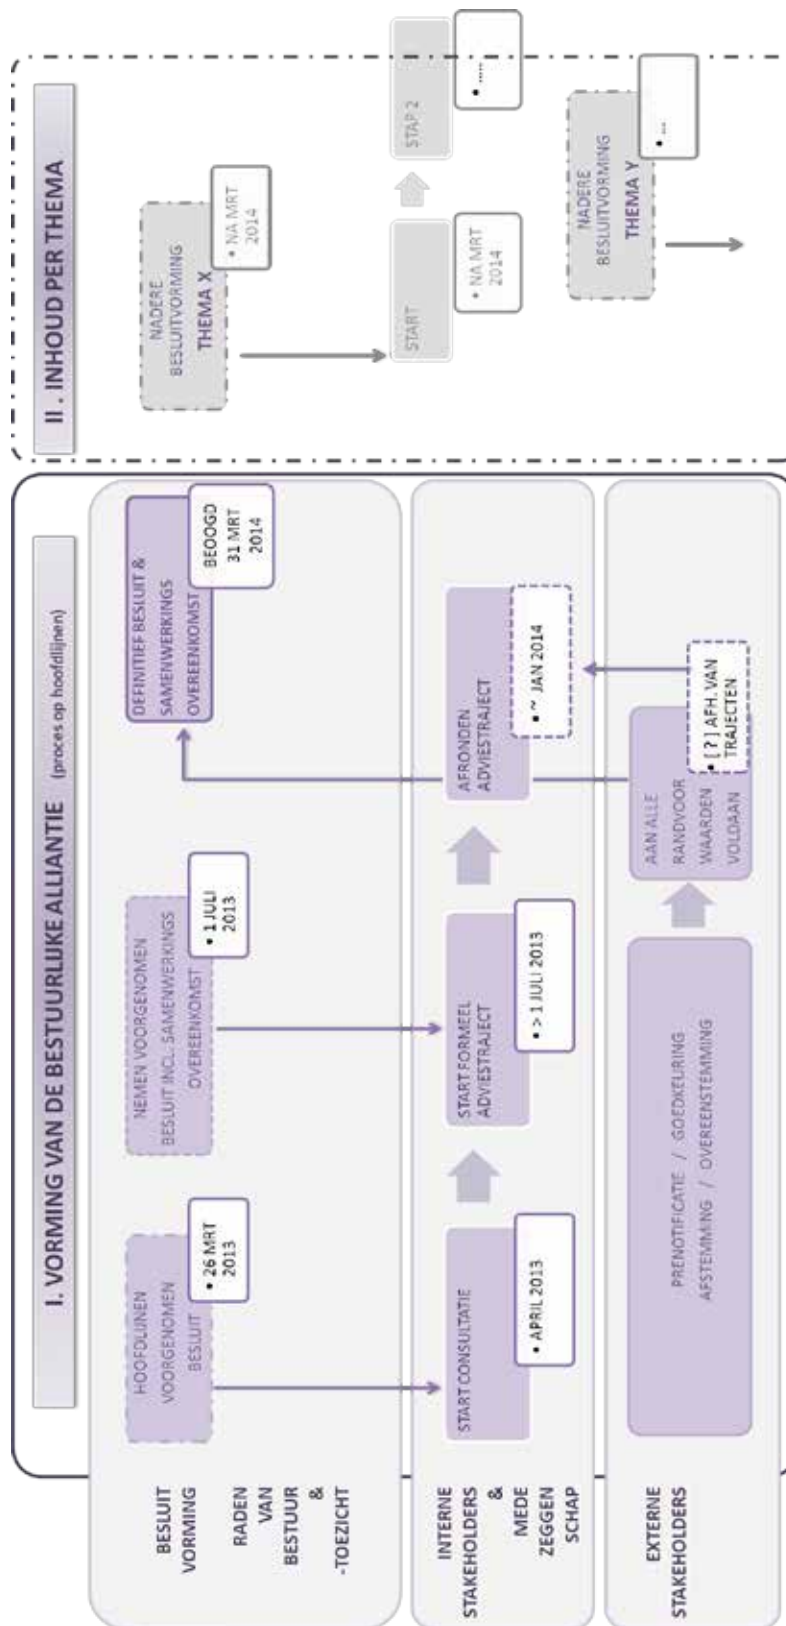 I. VORMING VAN DE BESTUURLIJKE ALLIANTIE (proces op hoofdlijnen)
BESLUIT
VORMING
RADEN
VAN
BESTUUR
&
-TOEZICHT
HOOFDLIJNEN
VOORGENOMEN
BESLUIT
• 26 MRT
2013
NEMEN VOORGENOMEN
BESLUIT INCL. SAMENWERKINGS
OVEREENKOMST
• 1 JULI
2013
DEFINITIEF BESLUIT &
SAMENWERKINGS
OVEREENKOMST
BEOOGD
31 MRT
2014
INTERNE
STAKEHOLDERS
&
MEDE
ZEGGEN
SCHAP
START CONSULTATIE
• APRIL 2013
START FORMEEL
ADVIESTRAJECT
• > 1 JULI 2013
AFRONDEN
ADVIESTRAJECT
• ~ JAN 2014
EXTERNE
STAKEHOLDERS
PRENOTIFICATIE / GOEDKEURING
AFSTEMMING / OVEREENSTEMMING
AAN ALLE
RANDVOOR
WAARDEN
VOLDAAN
• [ ? ] AFH. VAN
TRAJECTEN
II . INHOUD PER THEMA
NADERE
BESLUITVORMING
THEMA X
• NA MRT
2014
START
• NA MRT
2014
STAP 2
• .....
NADERE
BESLUITVORMING
THEMA Y
• ...